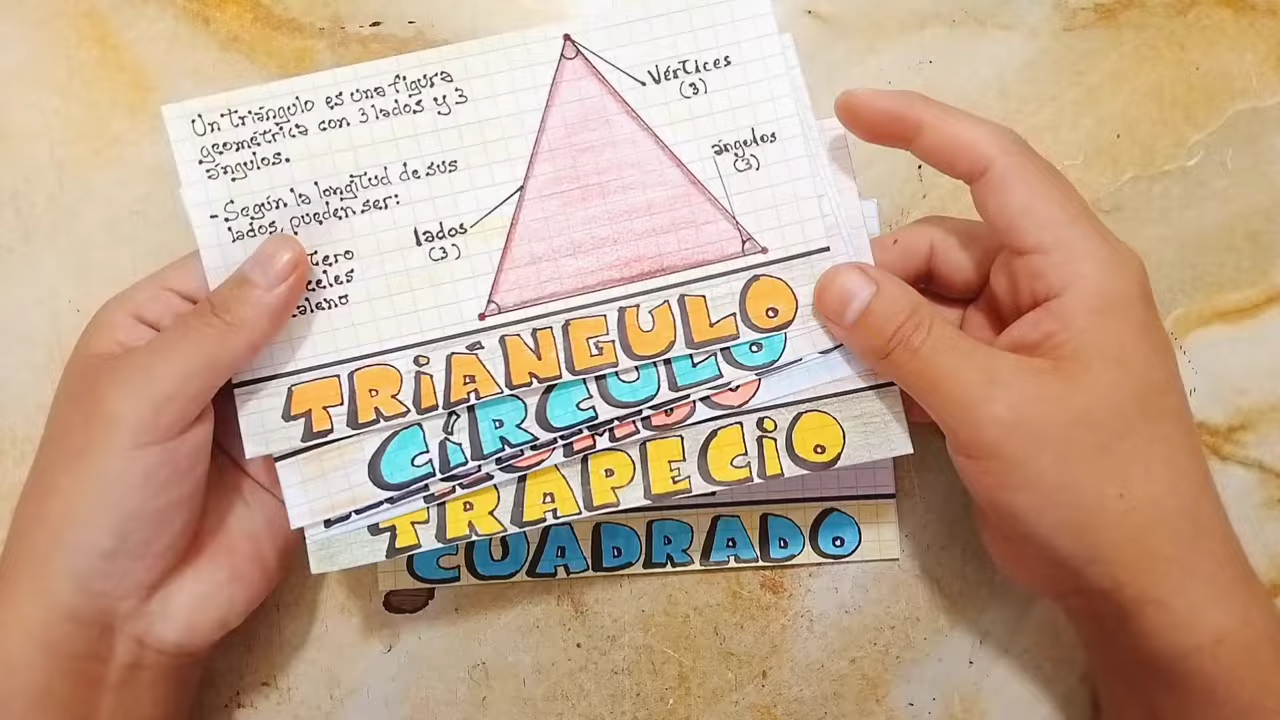 Un triángulo es una figura
geométrica con 3 lados y 3
ángulos.
- Según la longitud de sus
lados, pueden ser:
Vértices
(3)
ángulos
(3)
lados
(3)
TRIÁNGULO
CÍRCULO
TRAPECIO
CUADRADO